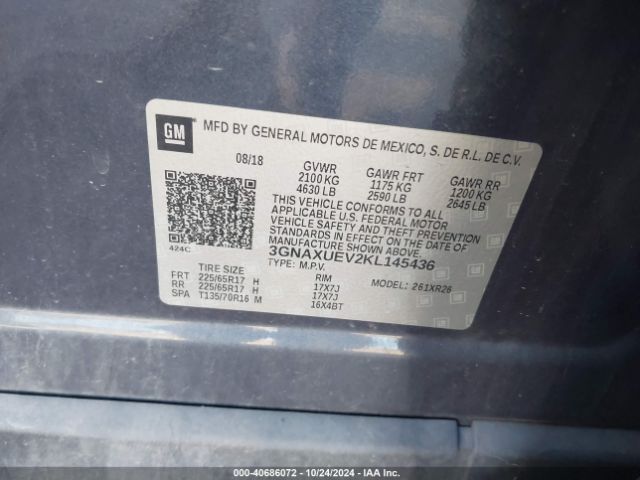 GM
MFD BY GENERAL MOTORS DE MEXICO, S. DE R.L. DE C.V.
08/18 GVWR GAWR FRT GAWR RR
2100 KG 1175 KG 1200 KG
4630 LB 2590 LB 2645 LB
THIS VEHICLE CONFORMS TO ALL
APPLICABLE U.S. FEDERAL MOTOR
VEHICLE SAFETY AND THEFT PREVENTION
STANDARDS IN EFFECT ON THE DATE OF
MANUFACTURE SHOWN ABOVE.
424C 3GNAXUEV2KL145436
TYPE: M.P.V.
TIRE SIZE RIM MODEL: 261XR26
FRT 225/65R17 H 17X7J
RR 225/65R17 H 17X7J
SPA T135/70R16 M 16X4BT
000-40686072 - 10/24/2024 - IAA Inc.